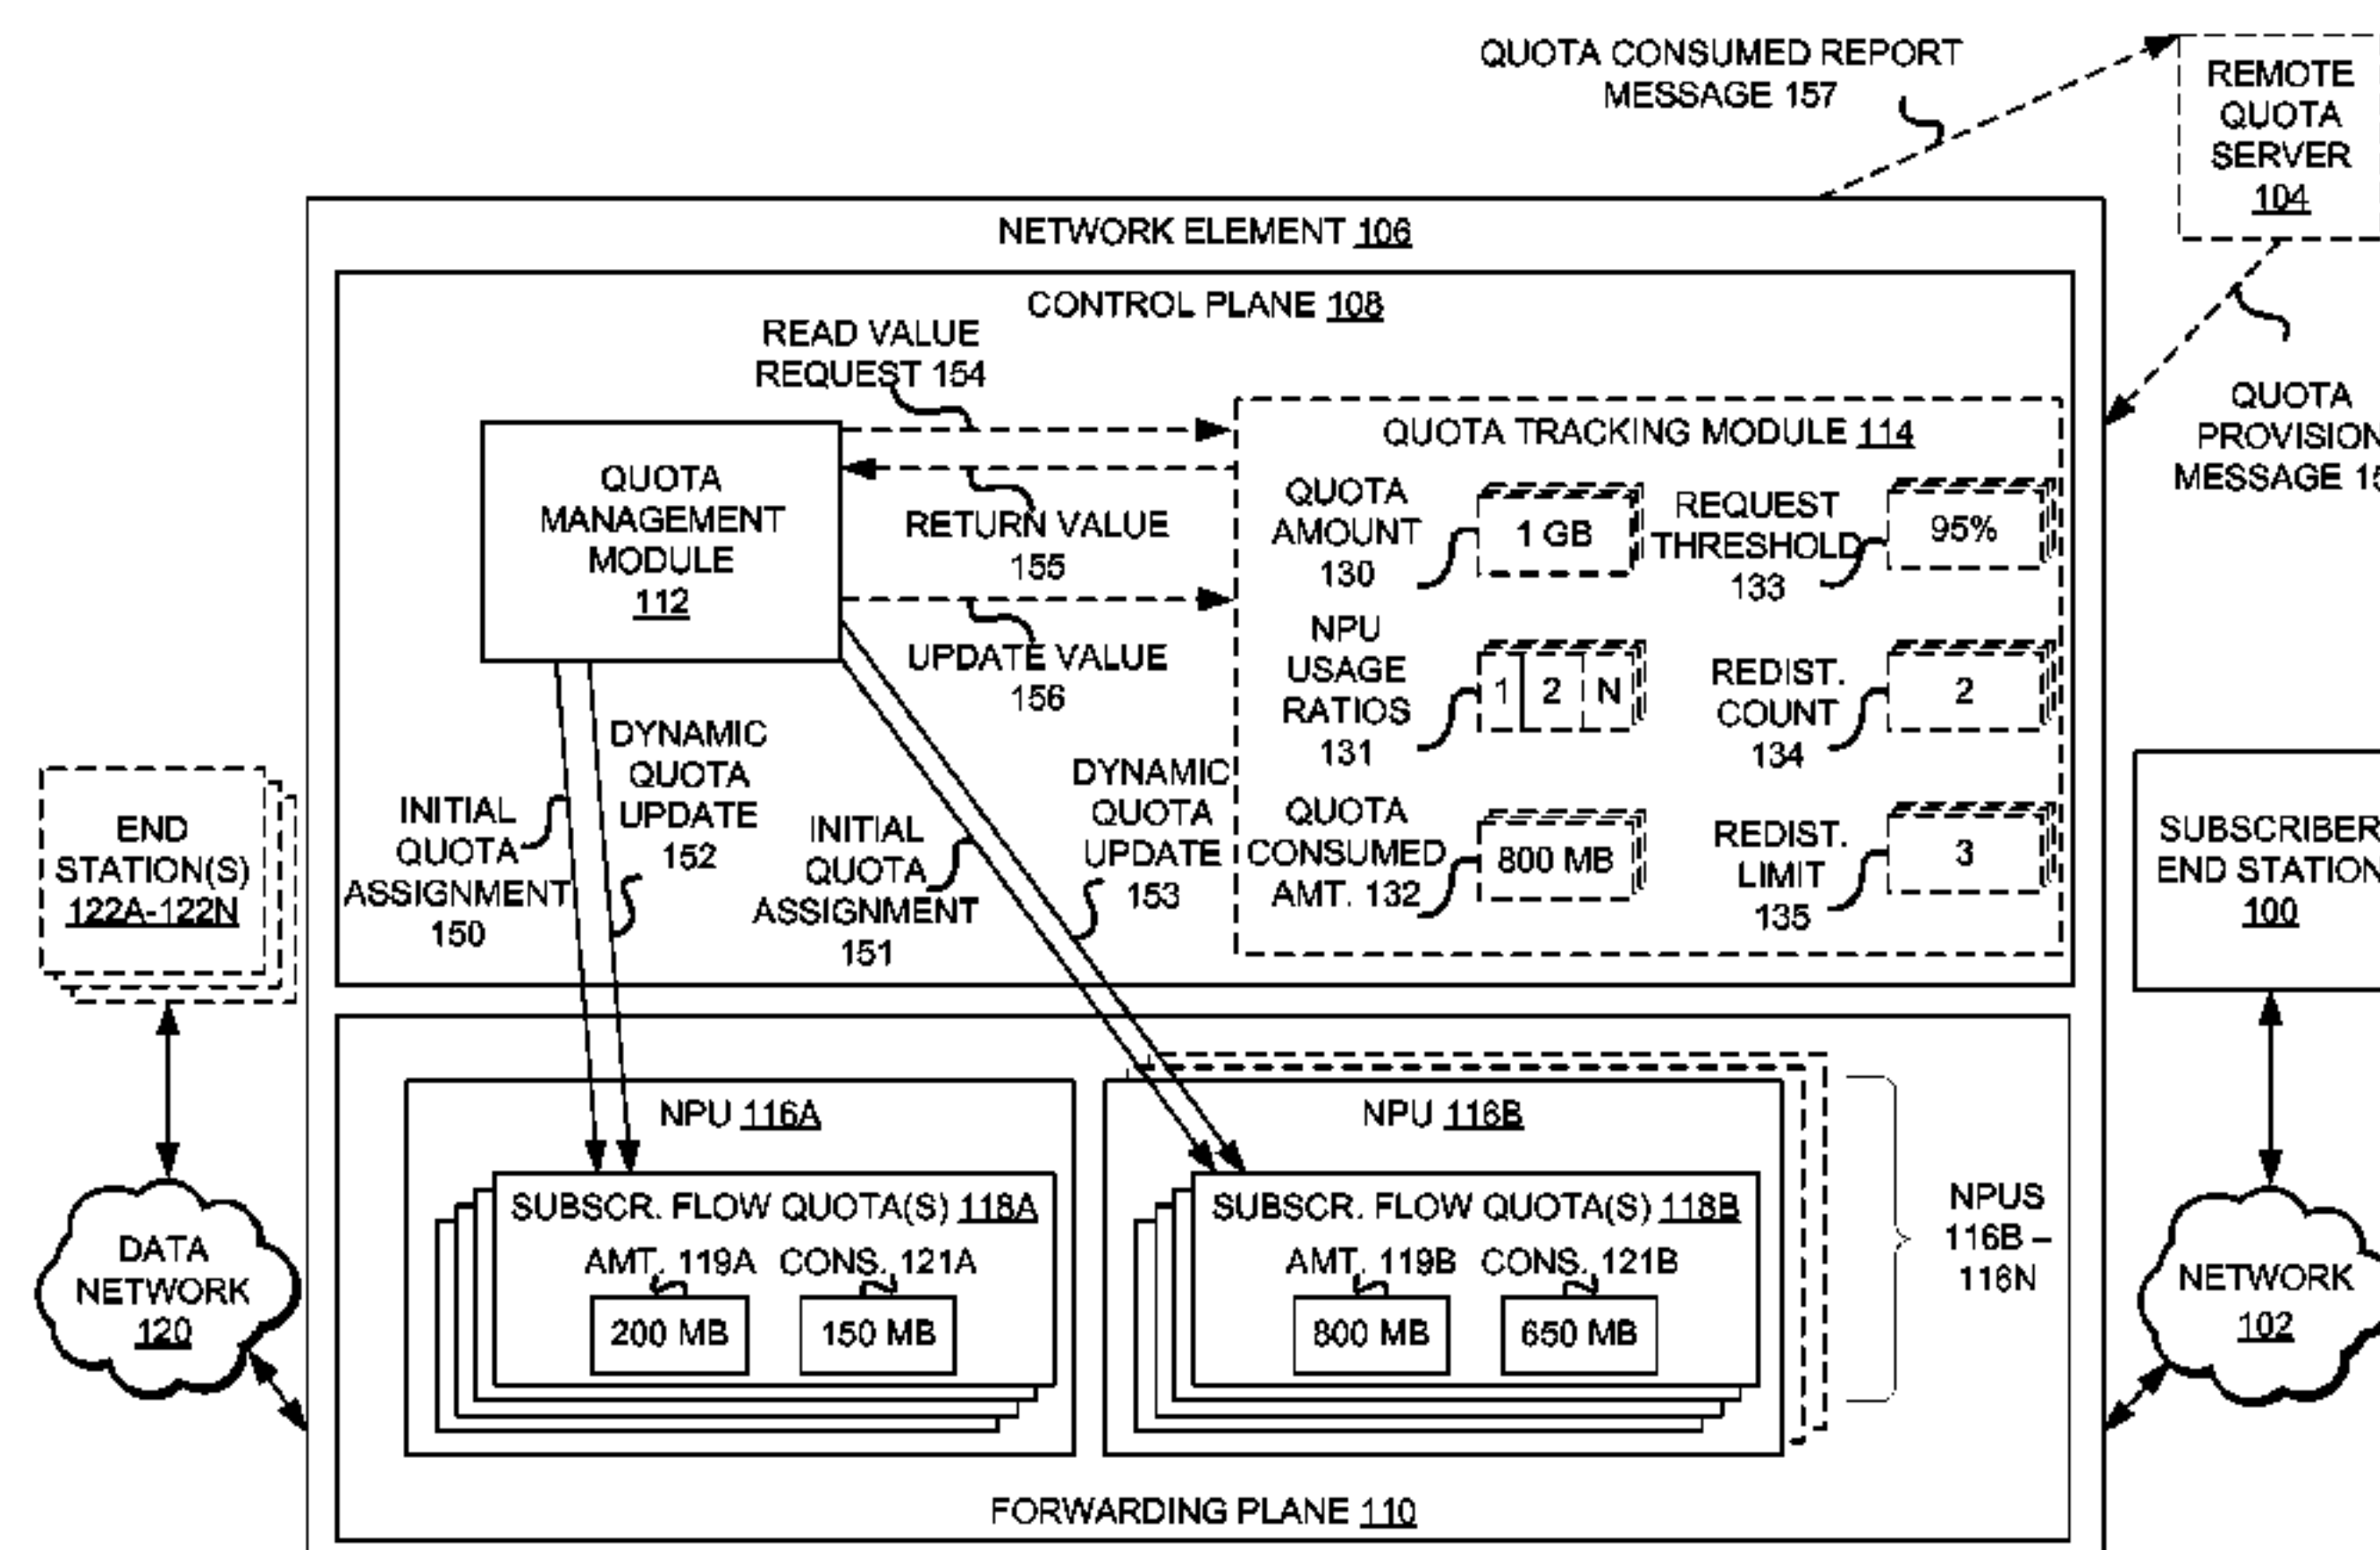 QUOTA CONSUMED REPORT
MESSAGE 157
REMOTE
QUOTA
SERVER
104
NETWORK ELEMENT 106
CONTROL PLANE 108
READ VALUE
REQUEST 154
QUOTA
PROVISION
MESSAGE
QUOTA
MANAGEMENT
MODULE
112
RETURN VALUE
155
UPDATE VALUE
156
QUOTA TRACKING MODULE 114
QUOTA
AMOUNT
130
1 GB
REQUEST
THRESHOLD
133
95%
NPU
USAGE
RATIOS
131
1 2 N
REDIST.
COUNT
134
2
QUOTA
CONSUMED
AMT. 132
800 MB
REDIST.
LIMIT
135
3
INITIAL
QUOTA
ASSIGNMENT
150
DYNAMIC
QUOTA
UPDATE
152
INITIAL
QUOTA
ASSIGNMENT
151
DYNAMIC
QUOTA
UPDATE
153
END
STATION(S)
122A-122N
SUBSCRIBER
END STATION
100
DATA
NETWORK
120
NPU 116A
SUBSCR. FLOW QUOTA(S) 118A
AMT. 119A CONS. 121A
200 MB 150 MB
NPU 116B
SUBSCR. FLOW QUOTA(S) 118B
AMT. 119B CONS. 121B
800 MB 650 MB
NPUS
116B –
116N
NETWORK
102
FORWARDING PLANE 110